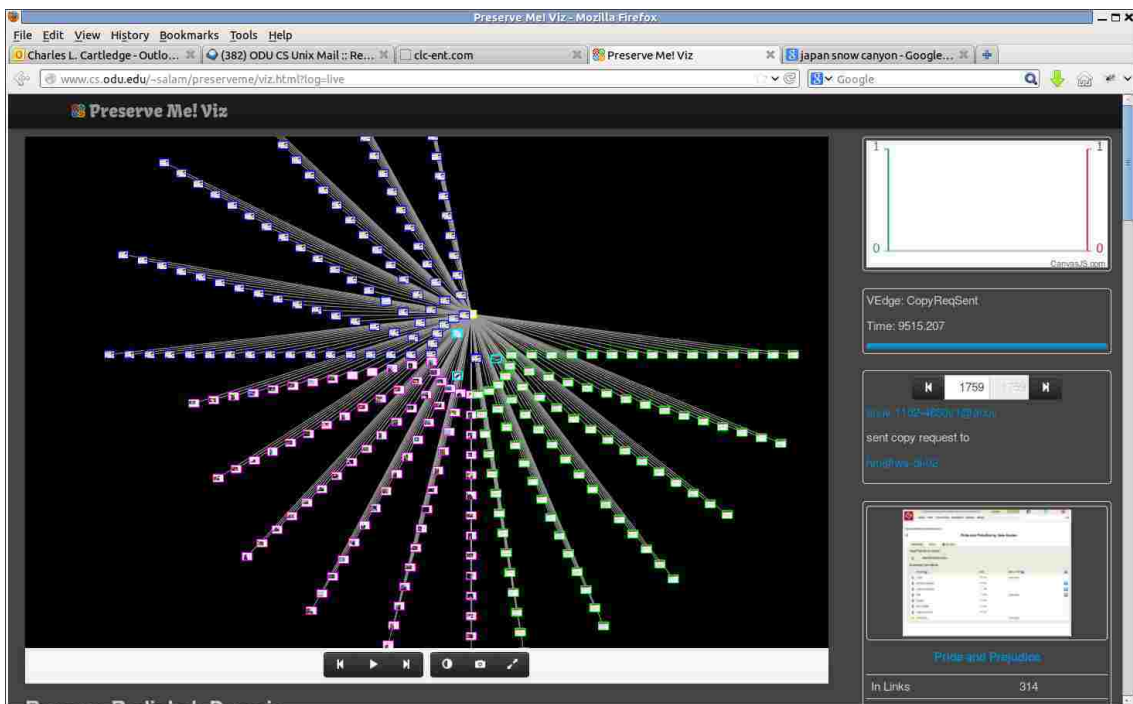 Preserve Me! Viz - Mozilla Firefox
File Edit View History Bookmarks Tools Help
Charles L. Cartledge - Outlo...
(382) ODU CS Unix Mail :: Re...
clc-ent.com
Preserve Me! Viz
japan snow canyon - Google...
www.cs.odu.edu/~salam/preserveme/viz.html?log=live
Google
Preserve Me! Viz
1 1
0 0
CanvasJS.com
VEdge: CopyReqSent
Time: 9515.207
1759 1759
sent copy request to
Pride and Prejudice
In Links 314